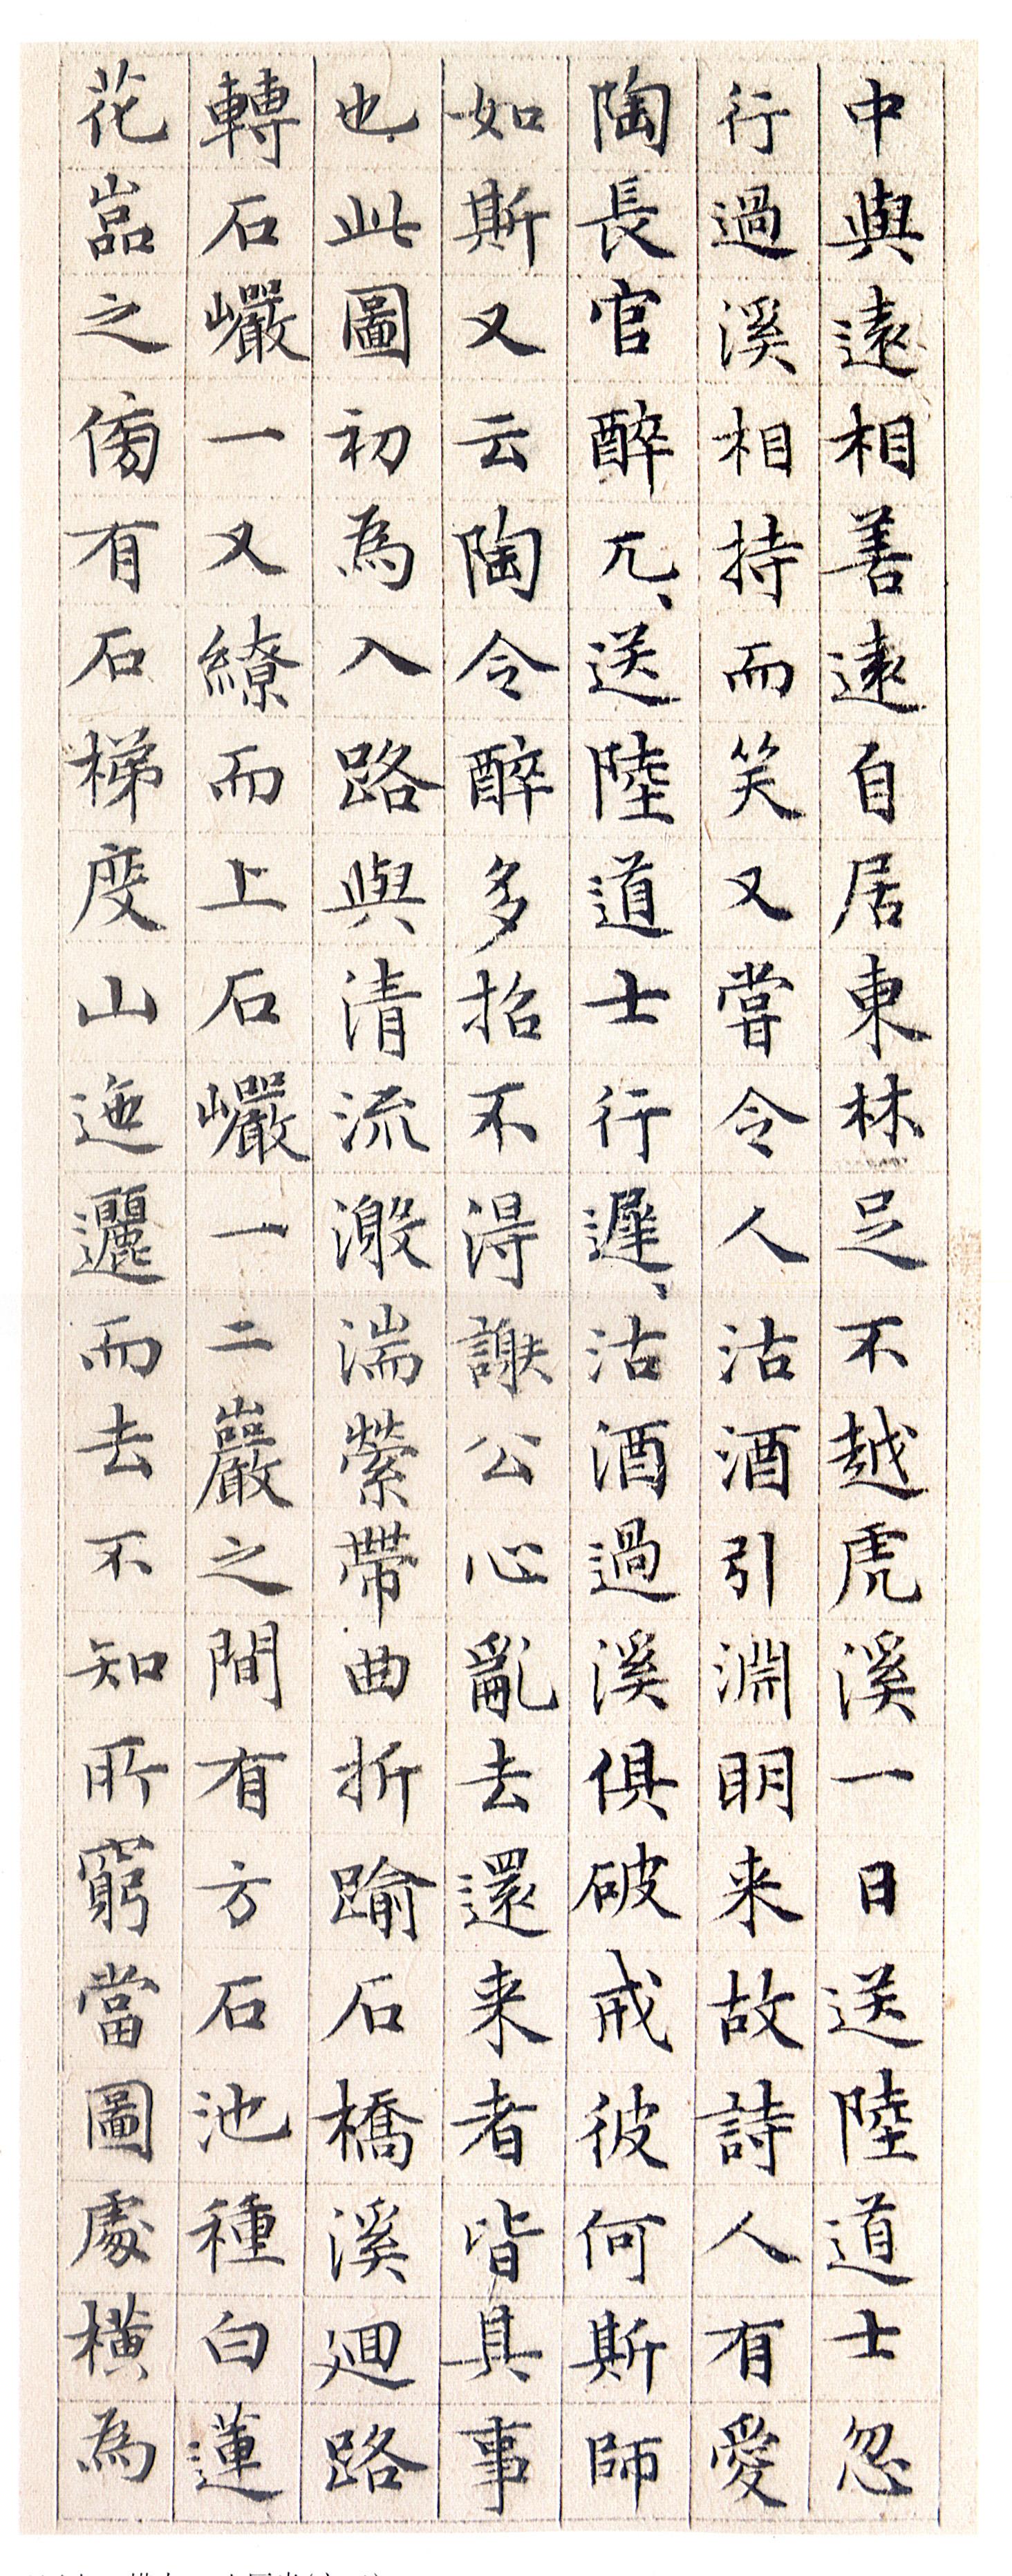 中與遠相善遠自居東林足不越虎溪一日送陸道士忽
行過溪相持而笑又嘗令人沽酒引淵明来故詩人有愛
陶長官醉兀、送陸道士行遲、沽酒過溪俱破戒彼何斯師
如斯又云陶令醉多招不得謝公心亂去還来者皆具事
也此圖初為入路與清流激湍縈帶曲折踰石橋溪迴路
轉石巘一又繚而上石巘一二巖之間有方石池種白蓮
花嵓之傍有石梯度山迤邐而去不知所窮當圖處橫為